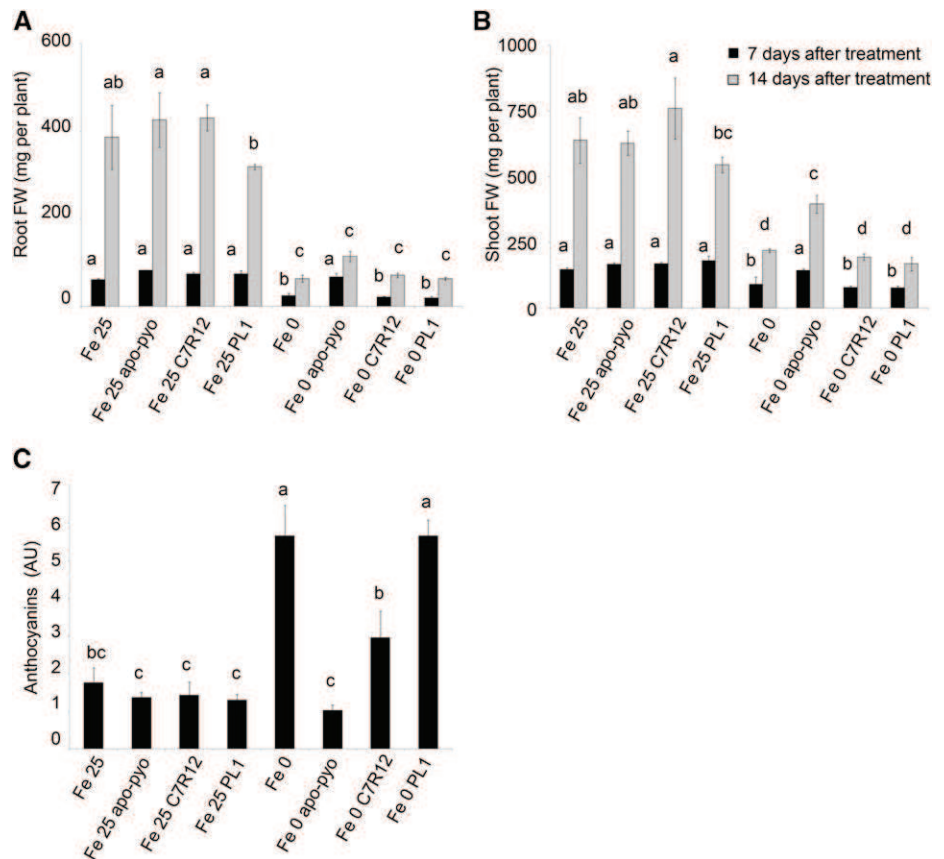 A
600
400
200
0
Root FW (mg per plant)
ab
a
a
b
a
a
a
a
b
c
a
c
b
c
b
c
Fe 25
Fe 25 apo-pyo
Fe 25 C7R12
Fe 25 PL1
Fe 0
Fe 0 apo-pyo
Fe 0 C7R12
Fe 0 PL1
B
1000
750
500
250
0
Shoot FW (mg per plant)
7 days after treatment
14 days after treatment
ab
ab
a
bc
a
a
a
a
b
d
a
c
b
d
b
d
Fe 25
Fe 25 apo-pyo
Fe 25 C7R12
Fe 25 PL1
Fe 0
Fe 0 apo-pyo
Fe 0 C7R12
Fe 0 PL1
C
7
6
5
4
3
2
1
0
Anthocyanins (AU)
bc
c
c
c
a
c
b
a
Fe 25
Fe 25 apo-pyo
Fe 25 C7R12
Fe 25 PL1
Fe 0
Fe 0 apo-pyo
Fe 0 C7R12
Fe 0 PL1